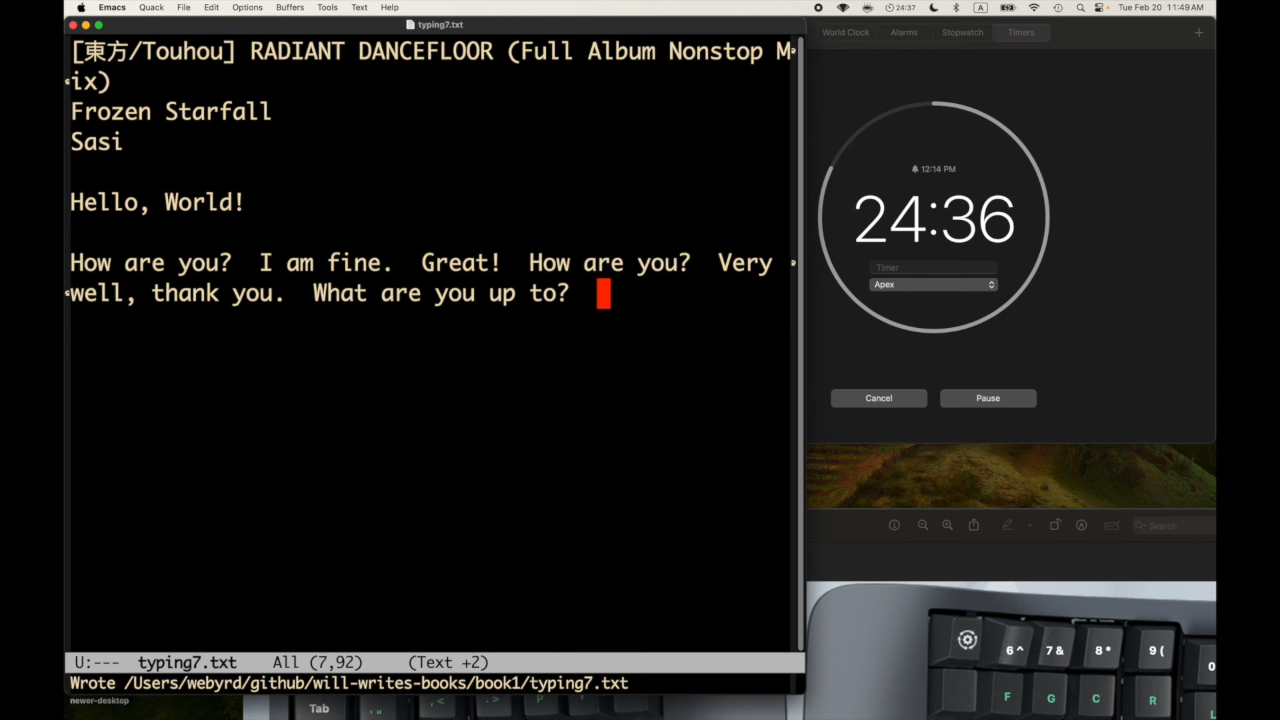 Emacs Quack File Edit Options Buffers Tools Text Help
24:37 A Tue Feb 20 11:49AM
typing7.txt
[東方/Touhou] RADIANT DANCEFLOOR (Full Album Nonstop M
ix)
Frozen Starfall
Sasi
Hello, World!
How are you?  I am fine.  Great!  How are you?  Very
well, thank you.  What are you up to?
U:--- typing7.txt All (7,92) (Text +2)
Wrote /Users/webyrd/github/will-writes-books/book1/typing7.txt
newer-desktop
World Clock Alarms Stopwatch Timers
12:14 PM
24:36
Timer
Apex
Cancel Pause
Search
6 ^ 7 & 8 * 9 ( 0
F G C R L
Tab , < . > P Y